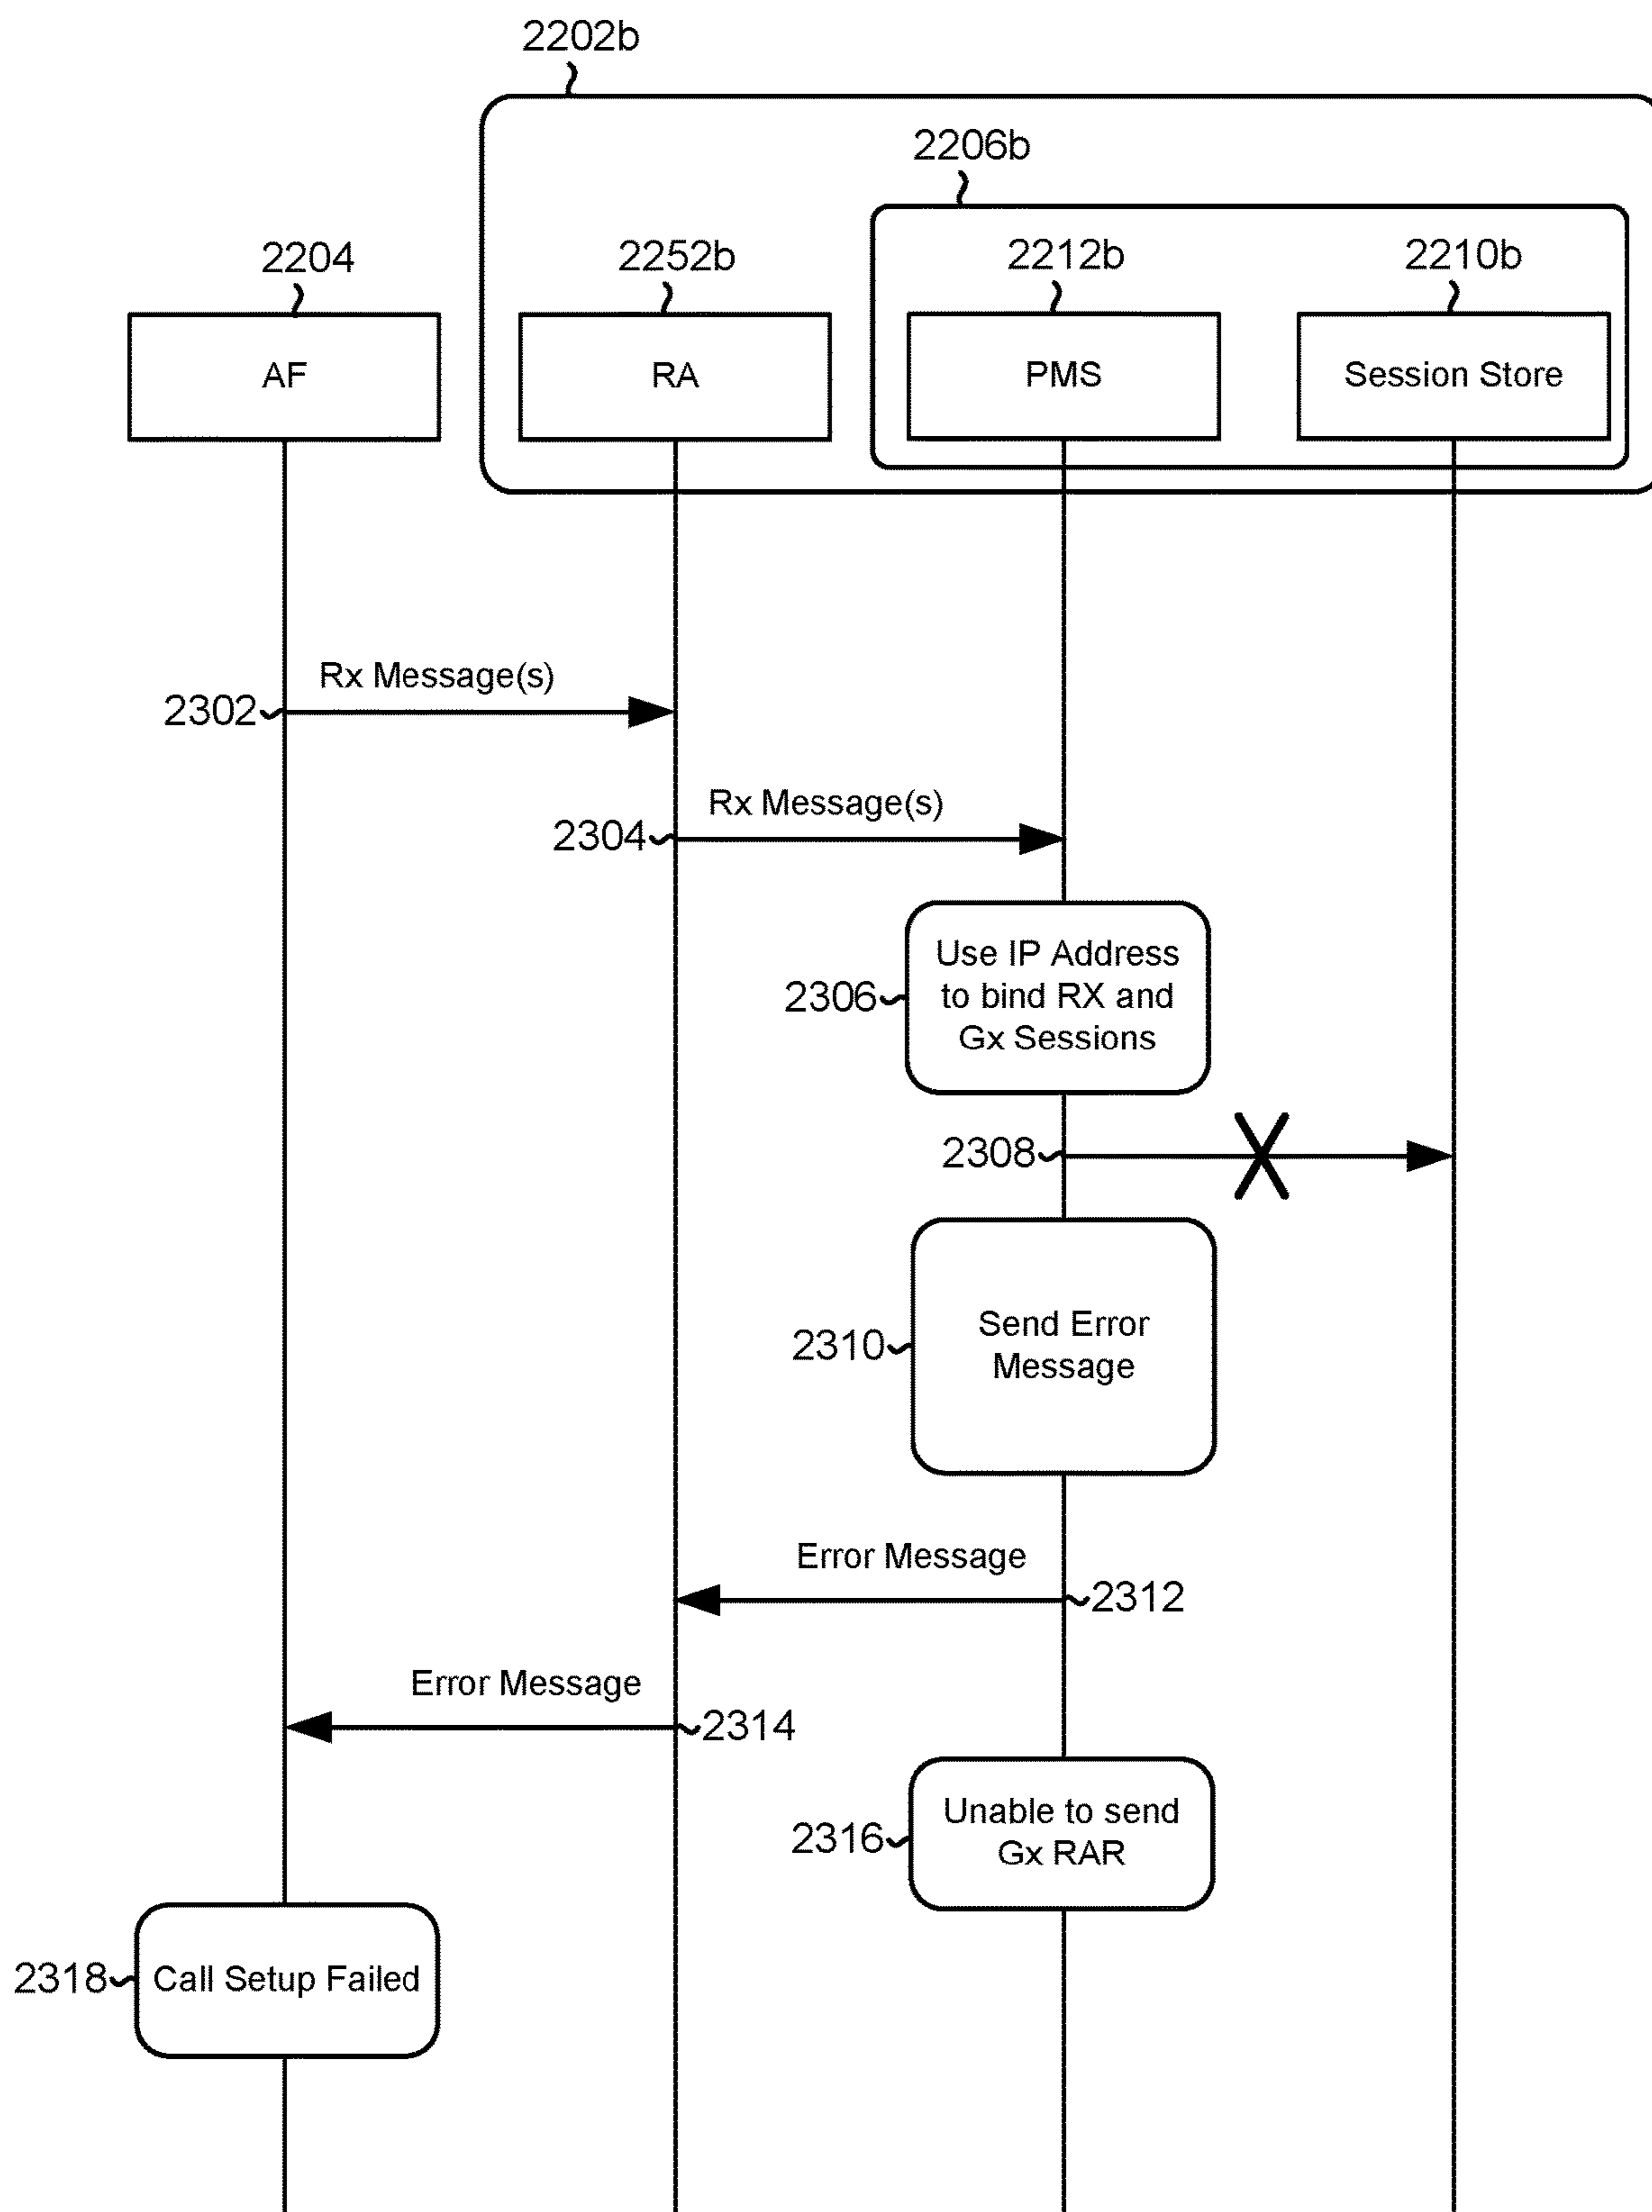 2202b
2206b
2204
2252b
2212b
2210b
AF
RA
PMS
Session Store
Rx Message(s)
2302
Rx Message(s)
2304
Use IP Address
to bind RX and
Gx Sessions
2306
2308
Send Error
Message
2310
Error Message
2312
Error Message
2314
Unable to send
Gx RAR
2316
Call Setup Failed
2318